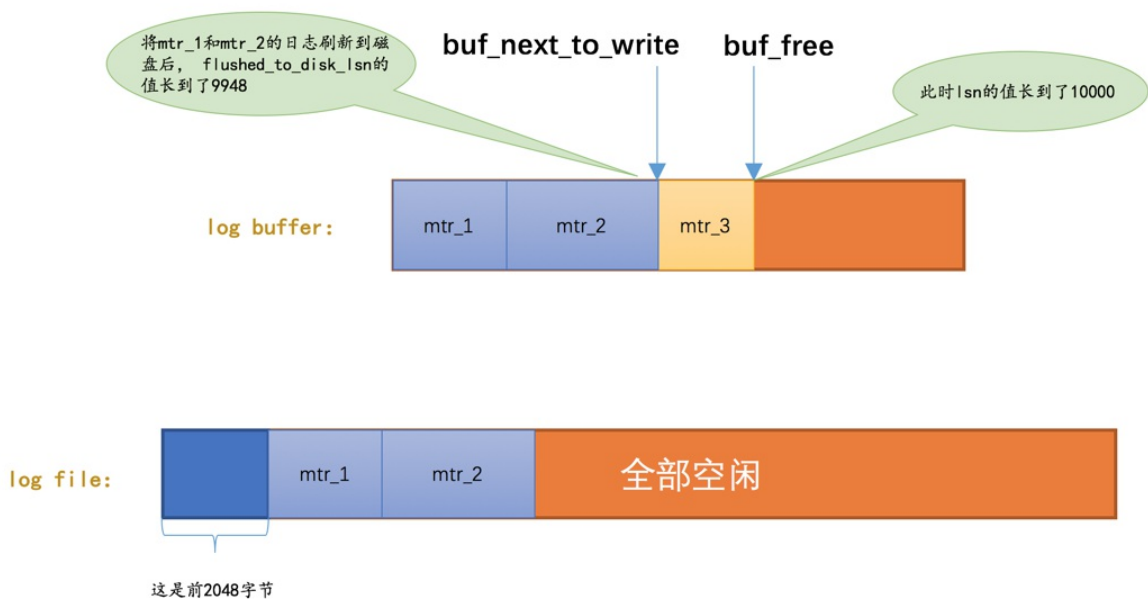 将mtr_1和mtr_2的日志刷新到磁
盘后， flushed_to_disk_lsn的
值长到了9948
buf_next_to_write
buf_free
此时lsn的值长到了10000
log buffer:
mtr_1
mtr_2
mtr_3
log file:
mtr_1
mtr_2
全部空闲
这是前2048字节